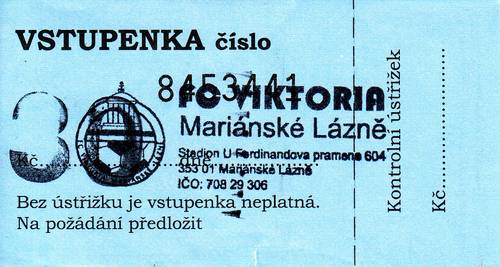 VSTUPENKA číslo
8453441
FC VIKTORIA
Mariánské Lázně
30
Stadion U Ferdinandova pramene 604
Kč....................dne
353 01 Mariánské Lázně
IČO: 708 29 306
Bez ústřižku je vstupenka neplatná.
Na požádání předložit
Kontrolní ústřižek
Kč....................